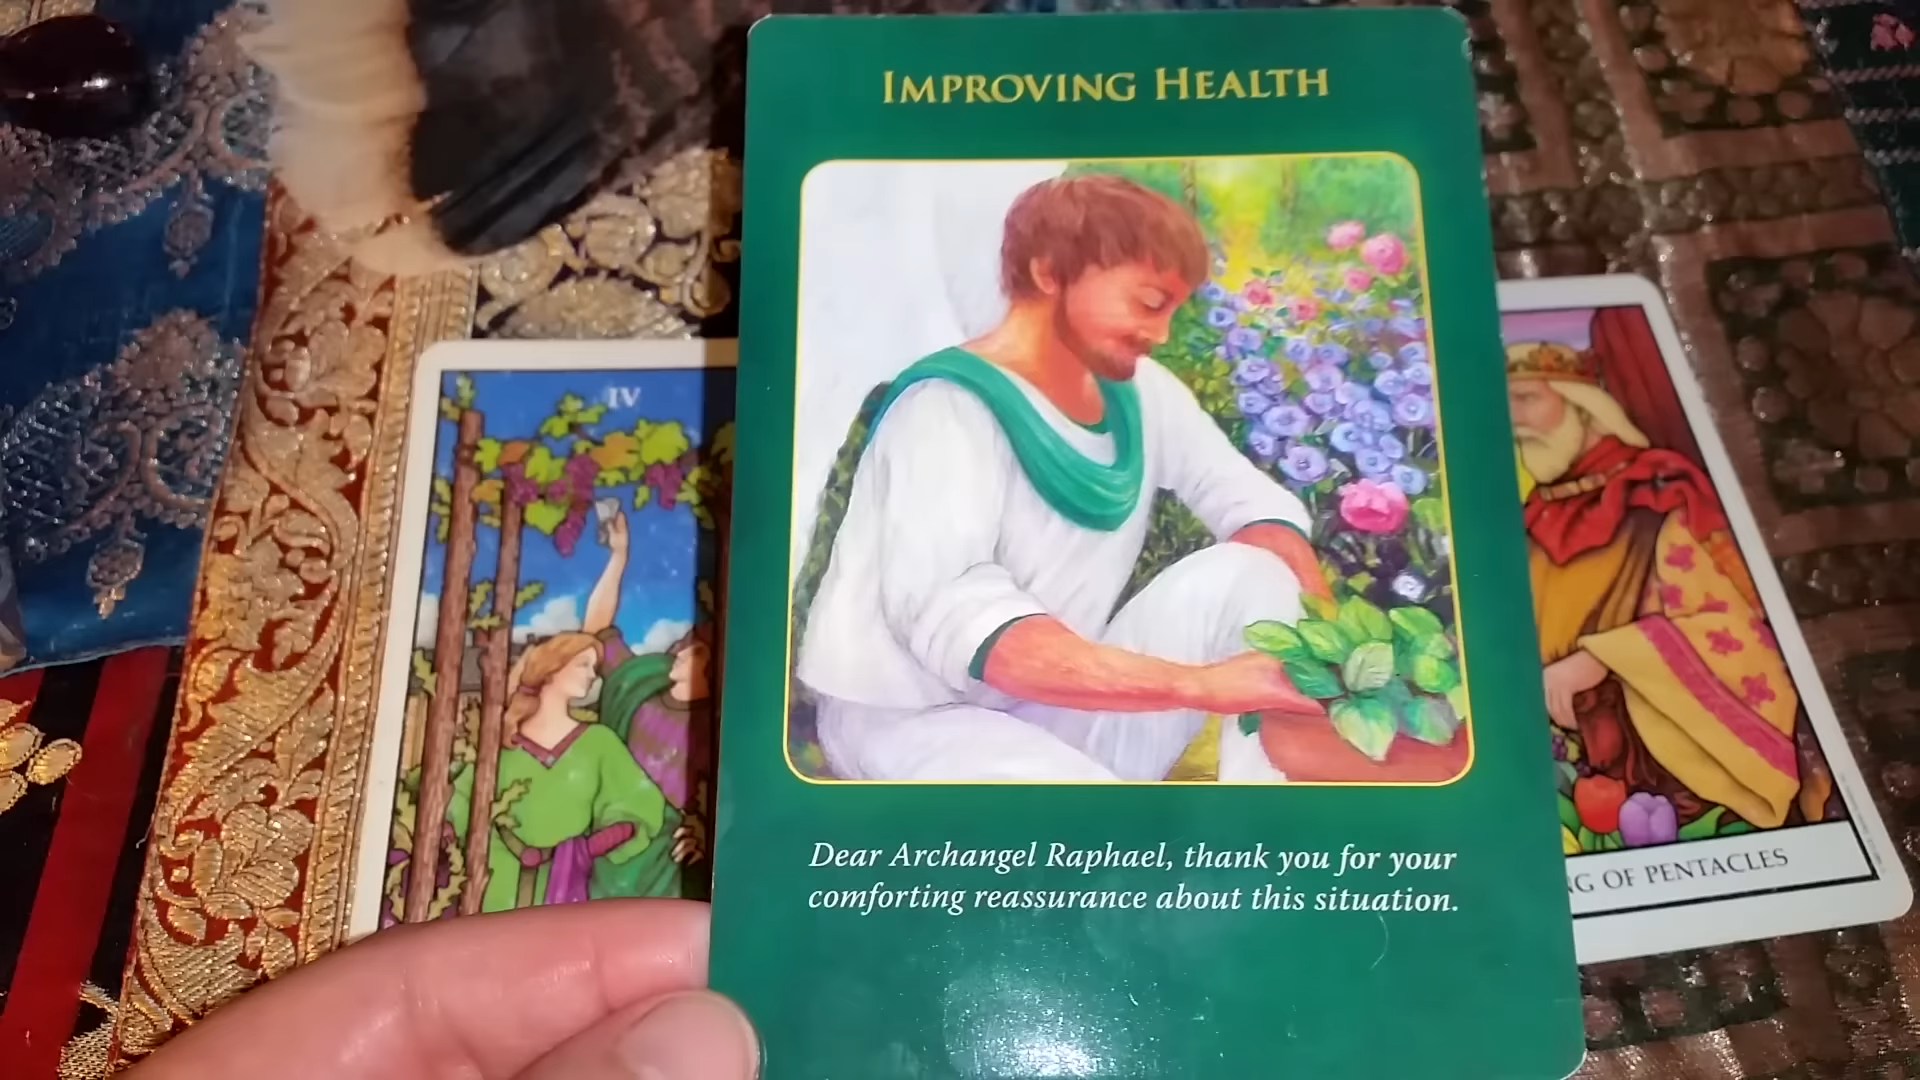 IMPROVING HEALTH
IV
Dear Archangel Raphael, thank you for your
comforting reassurance about this situation.
OF PENTACLES